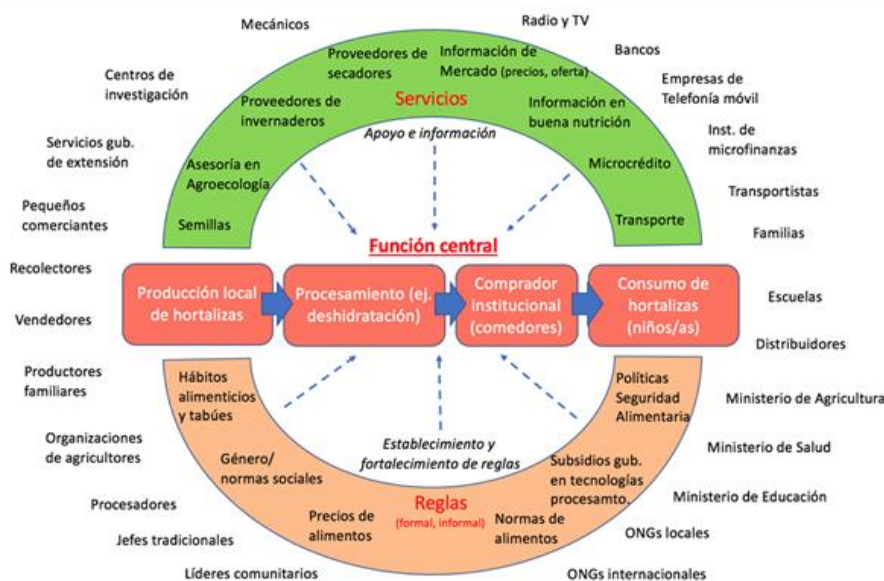 Mecánicos
Radio y TV
Bancos
Empresas de
Telefonía móvil
Inst. de
microfinanzas
Transportistas
Familias
Escuelas
Distribuidores
Ministerio de Agricultura
Ministerio de Salud
Ministerio de Educación
ONGs locales
ONGs internacionales
Centros de
investigación
Servicios gub.
de extensión
Pequeños
comerciantes
Recolectores
Vendedores
Productores
familiares
Organizaciones
de agricultores
Procesadores
Jefes tradicionales
Líderes comunitarios
Proveedores de
secadores
Información de
Mercado (precios, oferta)
Proveedores de
invernaderos
Servicios
Información en
buena nutrición
Apoyo e información
Asesoría en
Agroecología
Microcrédito
Semillas
Transporte
Función central
Producción local
de hortalizas
Procesamiento (ej.
deshidratación)
Comprador
institucional
(comedores)
Consumo de
hortalizas
(niños/as)
Hábitos
alimenticios
y tabúes
Políticas
Seguridad
Alimentaria
Género/
normas sociales
Establecimiento y
fortalecimiento de reglas
Subsidios gub.
en tecnologías
procesamto.
Precios de
alimentos
Reglas
(formal, informal)
Normas de
alimentos